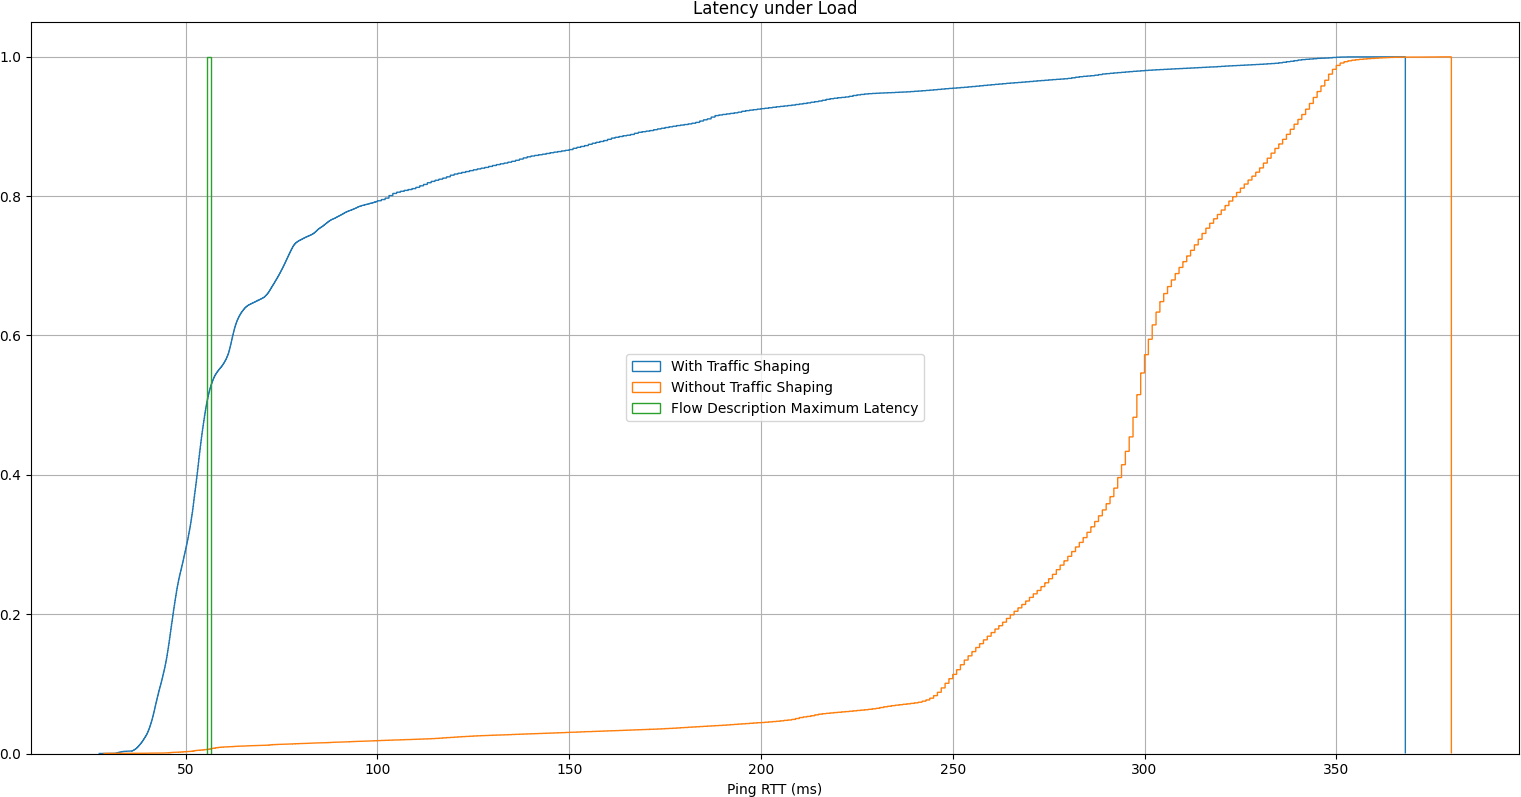 Latency under Load
1.0
0.8
0.6
0.4
0.2
0.0
With Traffic Shaping
Without Traffic Shaping
Flow Description Maximum Latency
50 100 150 200 250 300 350
Ping RTT (ms)